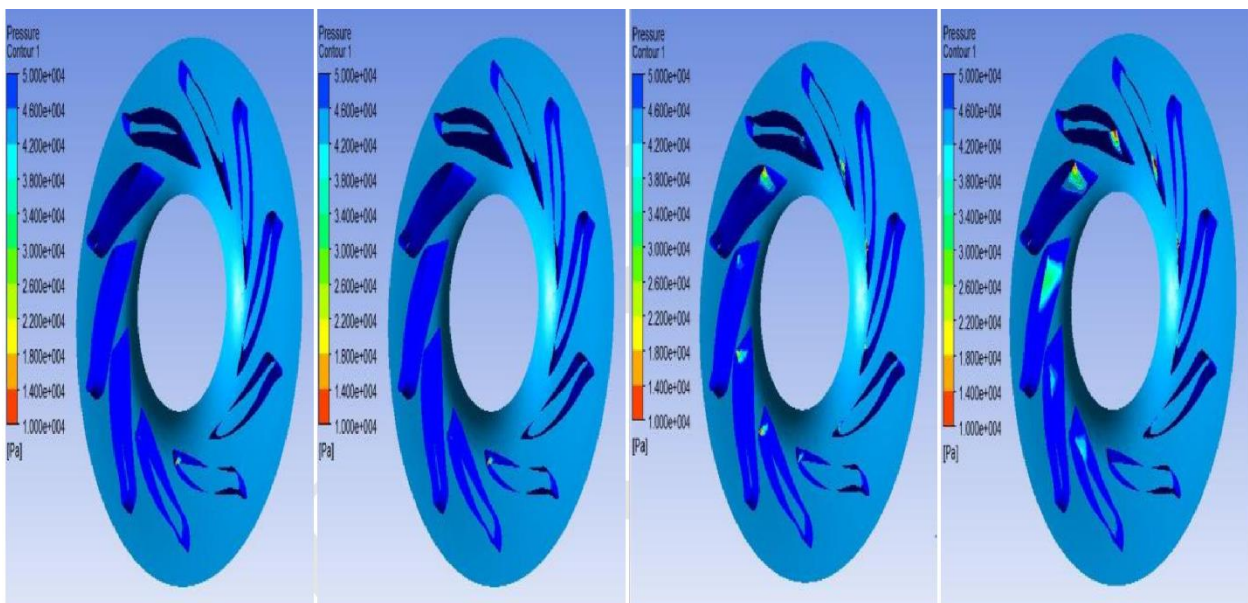 Pressure
Contour 1
5.000e+004
4.600e+004
4.200e+004
3.800e+004
3.400e+004
3.000e+004
2.600e+004
2.200e+004
1.800e+004
1.400e+004
1.000e+004
[Pa]
Pressure
Contour 1
5.000e+004
4.600e+004
4.200e+004
3.800e+004
3.400e+004
3.000e+004
2.600e+004
2.200e+004
1.800e+004
1.400e+004
1.000e+004
[Pa]
Pressure
Contour 1
5.000e+004
4.600e+004
4.200e+004
3.800e+004
3.400e+004
3.000e+004
2.600e+004
2.200e+004
1.800e+004
1.400e+004
1.000e+004
[Pa]
Pressure
Contour 1
5.000e+004
4.600e+004
4.200e+004
3.800e+004
3.400e+004
3.000e+004
2.600e+004
2.200e+004
1.800e+004
1.400e+004
1.000e+004
[Pa]